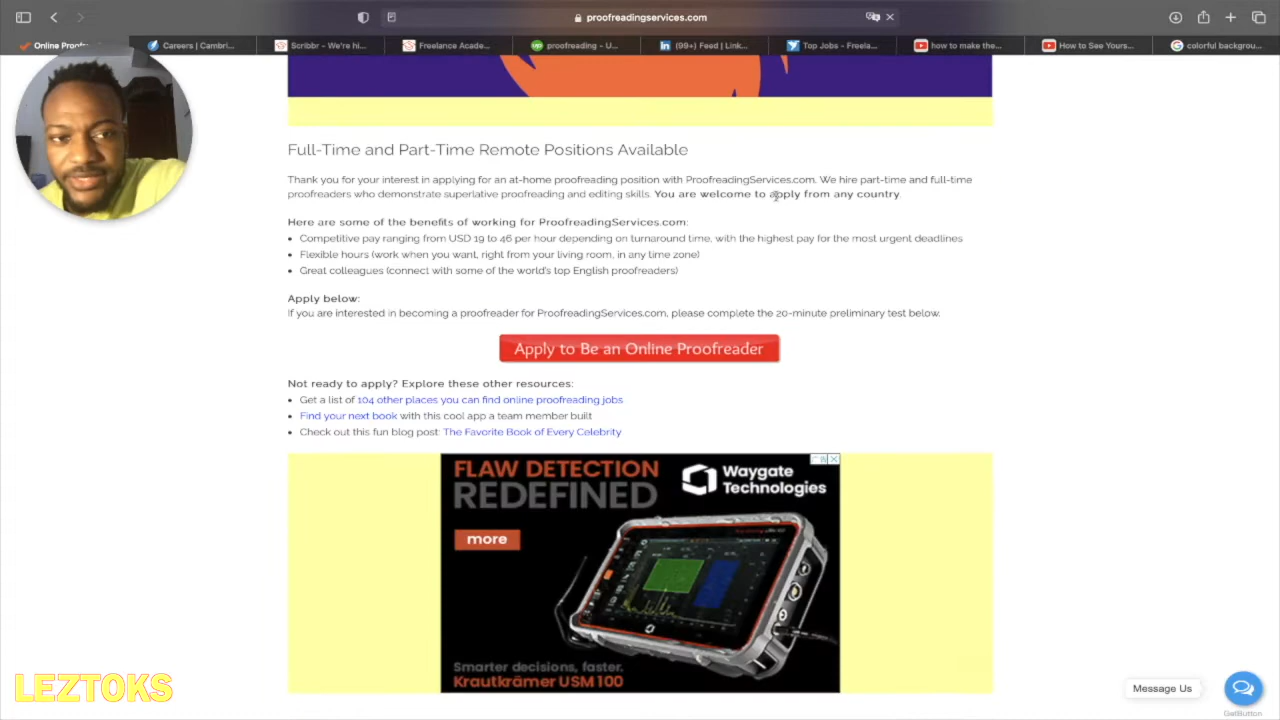 proofreadingservices.com
Online Proofr
Careers | Cambri...
Scribbr - We're hi...
Freelance Acade...
proofreading - U...
(99+) Feed | Link...
Top Jobs - Freela...
how to make the...
How to See Yours...
colorful backgrou...
Full-Time and Part-Time Remote Positions Available
Thank you for your interest in applying for an at-home proofreading position with ProofreadingServices.com. We hire part-time and full-time
proofreaders who demonstrate superlative proofreading and editing skills. You are welcome to apply from any country.
Here are some of the benefits of working for ProofreadingServices.com:
• Competitive pay ranging from USD 19 to 46 per hour depending on turnaround time, with the highest pay for the most urgent deadlines
• Flexible hours (work when you want, right from your living room, in any time zone)
• Great colleagues (connect with some of the world's top English proofreaders)
Apply below:
If you are interested in becoming a proofreader for ProofreadingServices.com, please complete the 20-minute preliminary test below.
Apply to Be an Online Proofreader
Not ready to apply? Explore these other resources:
• Get a list of 104 other places you can find online proofreading jobs
• Find your next book with this cool app a team member built
• Check out this fun blog post: The Favorite Book of Every Celebrity
FLAW DETECTION
REDEFINED
Waygate
Technologies
more
Smarter decisions, faster.
Krautkrämer USM 100
LEZTOKS
Message Us
GetButton